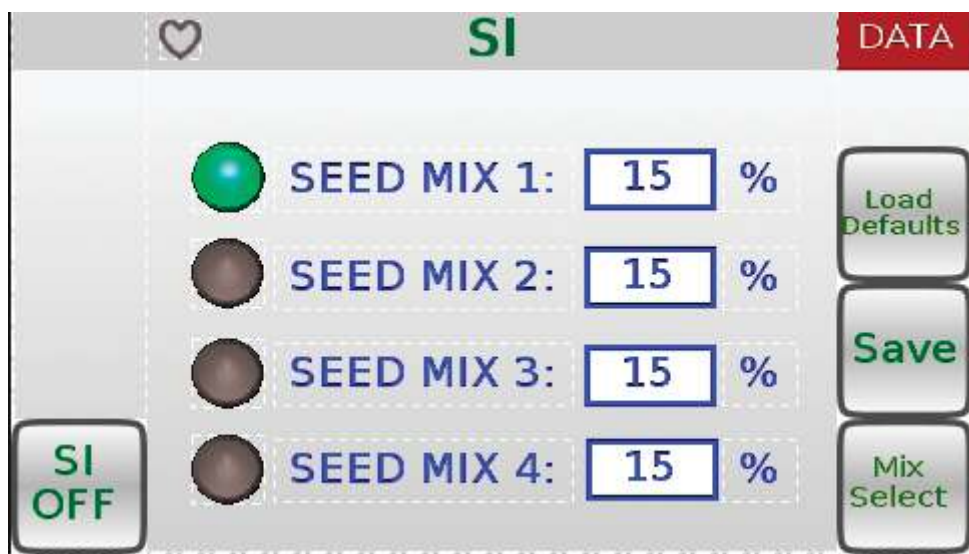 SI
DATA
SEED MIX 1: 15 %
SEED MIX 2: 15 %
SEED MIX 3: 15 %
SEED MIX 4: 15 %
Load
Defaults
Save
Mix
Select
SI
OFF